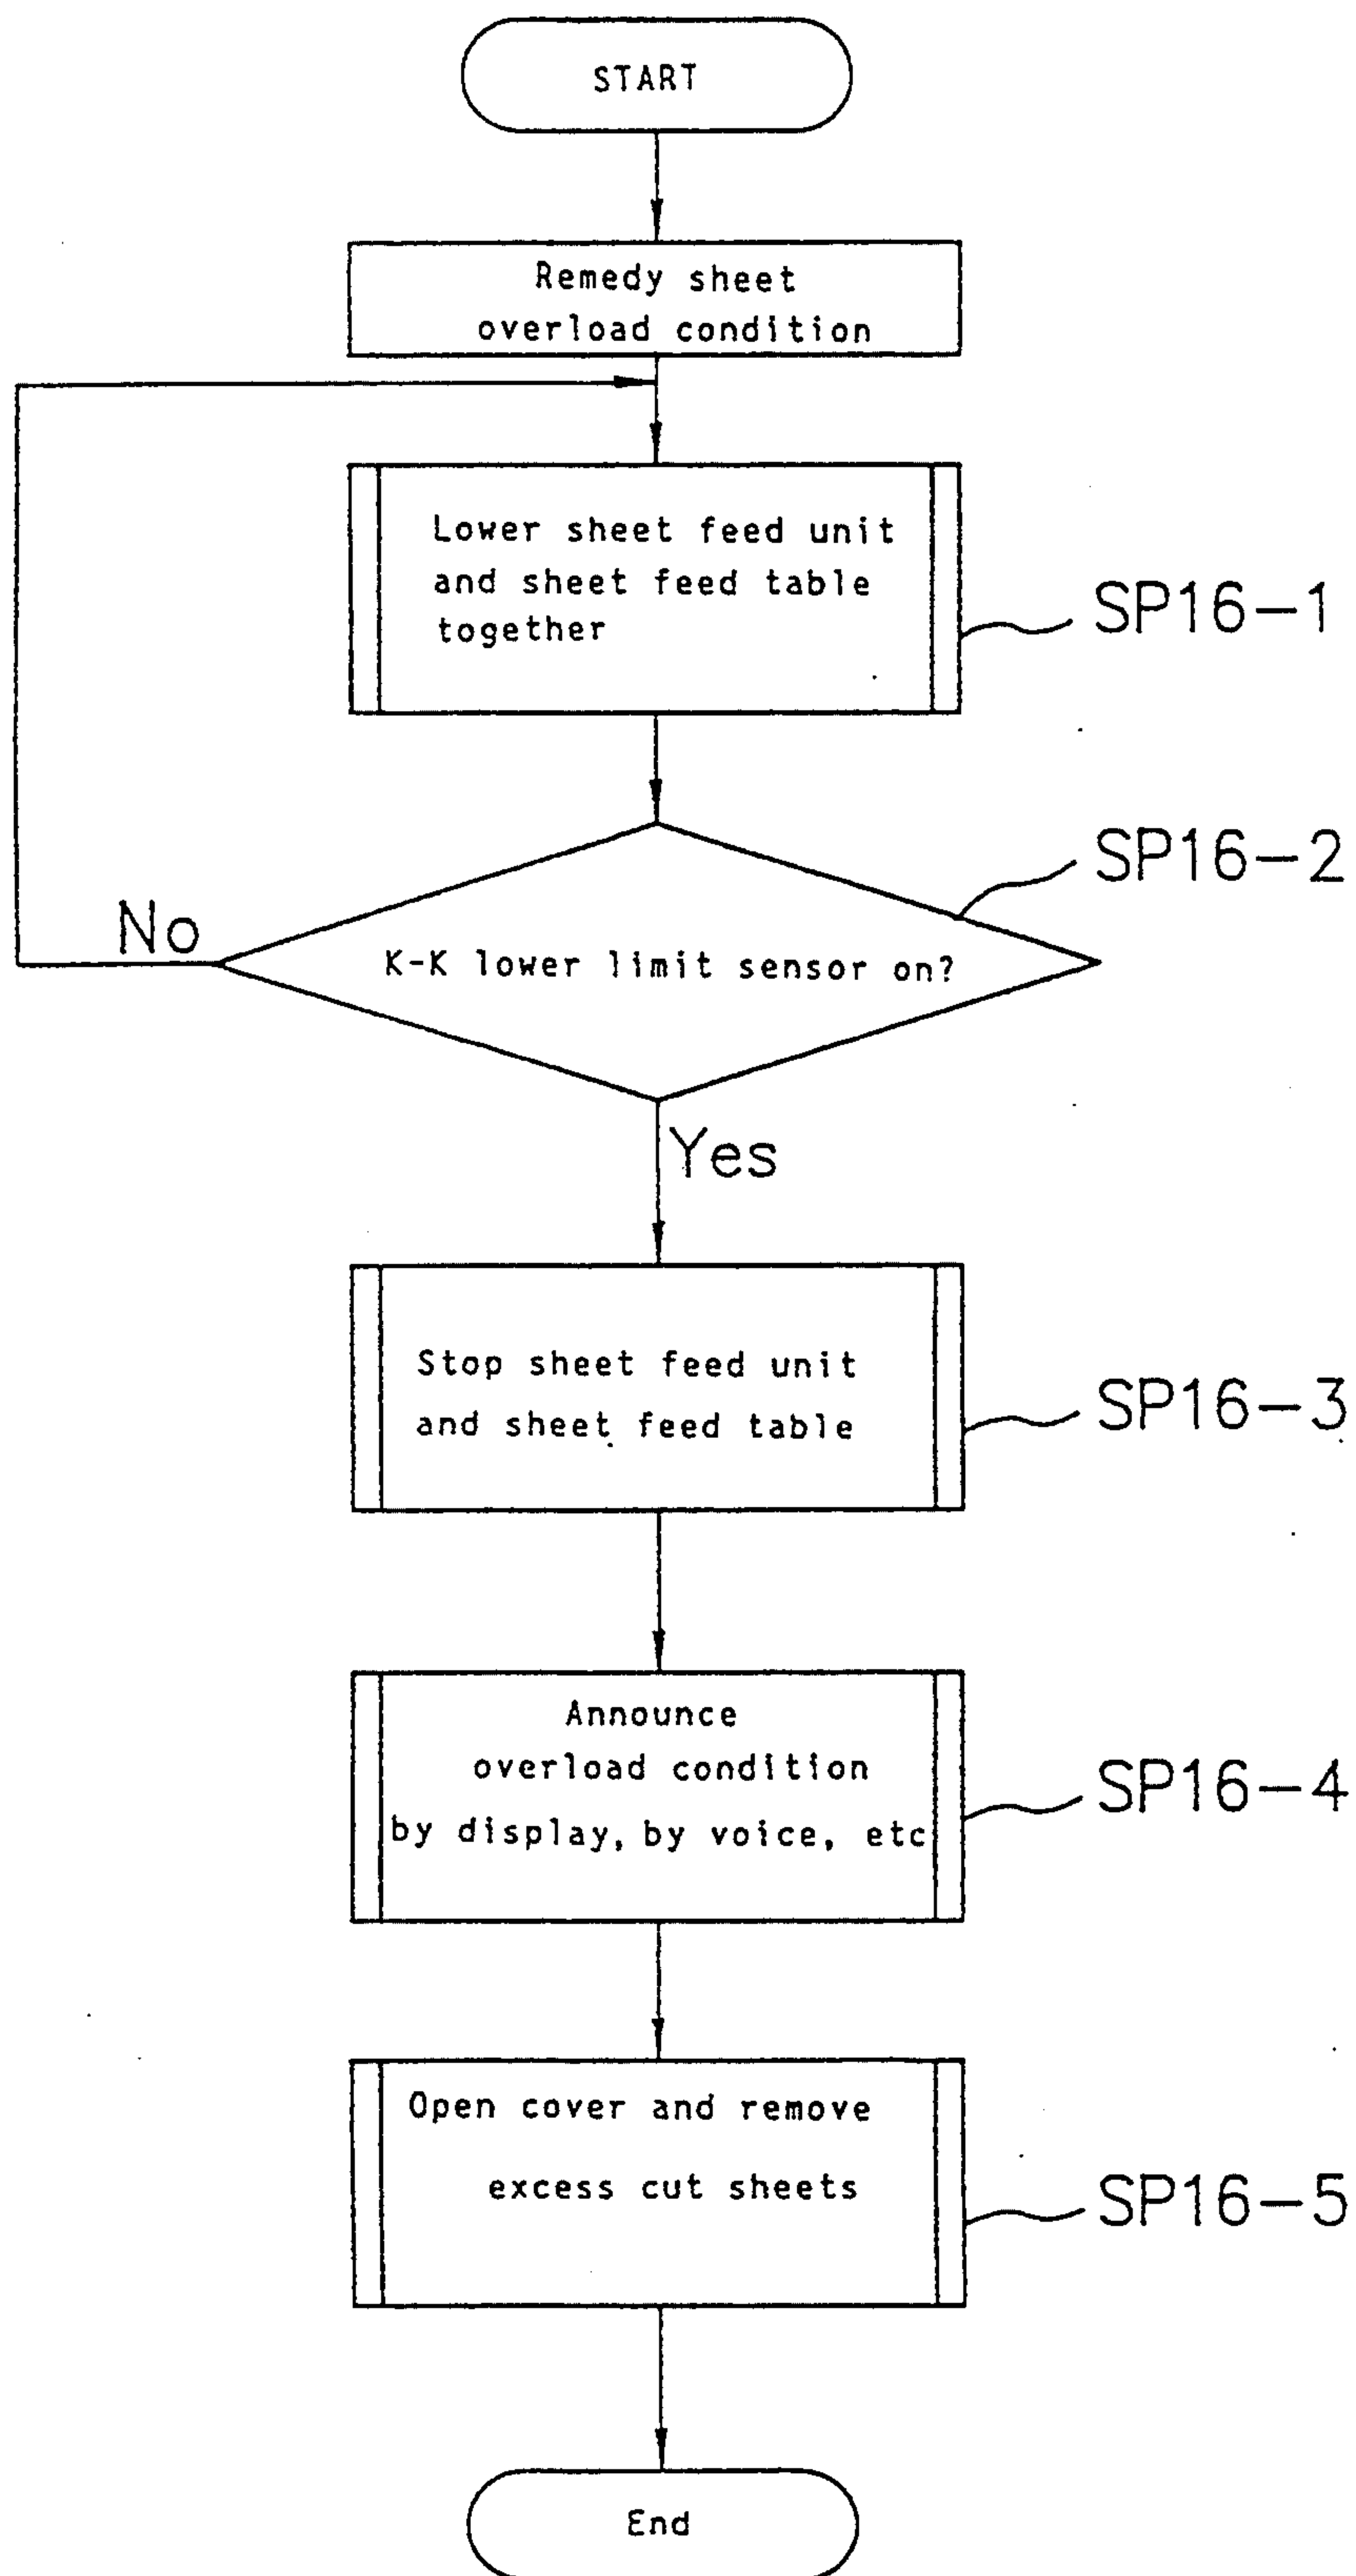 START
Remedy sheet
overload condition
Lower sheet feed unit
and sheet feed table
together
SP16-1
SP16-2
No
K-K lower limit sensor on?
Yes
Stop sheet feed unit
and sheet feed table
SP16-3
Announce
overload condition
by display, by voice, etc
SP16-4
Open cover and remove
excess cut sheets
SP16-5
End